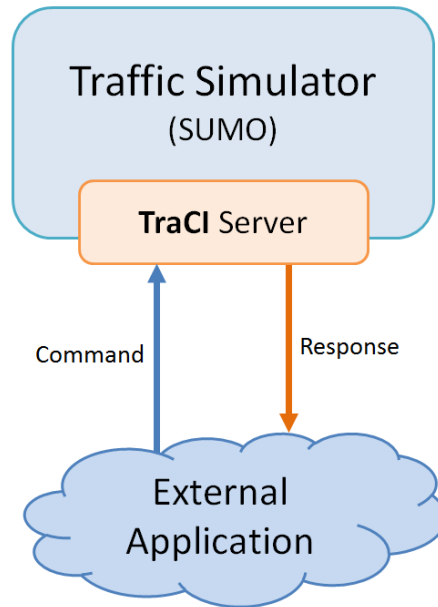 Traffic Simulator
(SUMO)
TraCI Server
Command
Response
External
Application